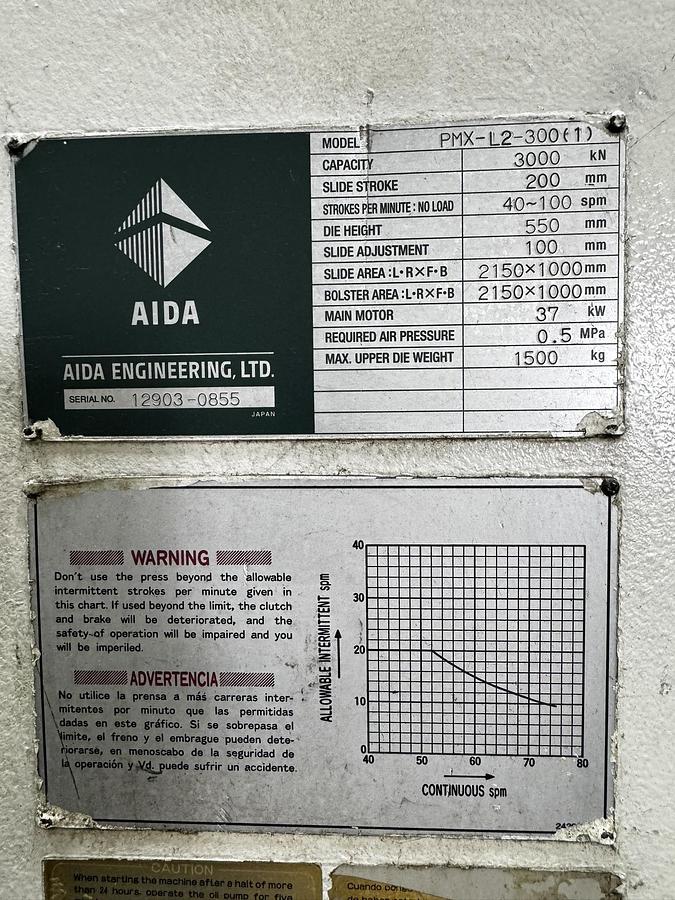 MODEL PMX-L2-300(1)
CAPACITY 3000 kN
SLIDE STROKE 200 mm
STROKES PER MINUTE : NO LOAD 40~100 spm
DIE HEIGHT 550 mm
SLIDE ADJUSTMENT 100 mm
SLIDE AREA : L·R×F·B 2150×1000 mm
BOLSTER AREA : L·R×F·B 2150×1000 mm
MAIN MOTOR 37 kW
REQUIRED AIR PRESSURE 0.5 MPa
MAX. UPPER DIE WEIGHT 1500 kg
AIDA
AIDA ENGINEERING, LTD.
SERIAL NO. 12903-0855
JAPAN
WARNING
Don't use the press beyond the allowable
intermittent strokes per minute given in
this chart. If used beyond the limit, the clutch
and brake will be deteriorated, and the
safety of operation will be impaired and you
will be imperiled.
ADVERTENCIA
No utilice la prensa a más carreras inter-
mitentos por minuto que las permitidas
dadas en este gráfico. Si se sobrepasa el
límite, el freno y el embrague pueden dete-
riorarse, en menoscabo de la seguridad de
la operación y Vd. puede sufrir un accidente.
ALLOWABLE INTERMITTENT spm
40
30
20
10
0
40 50 60 70 80
CONTINUOUS spm
CAUTION
When starting the machine after a halt of more
than 24 hours, operate the oil pump for five
Cuando